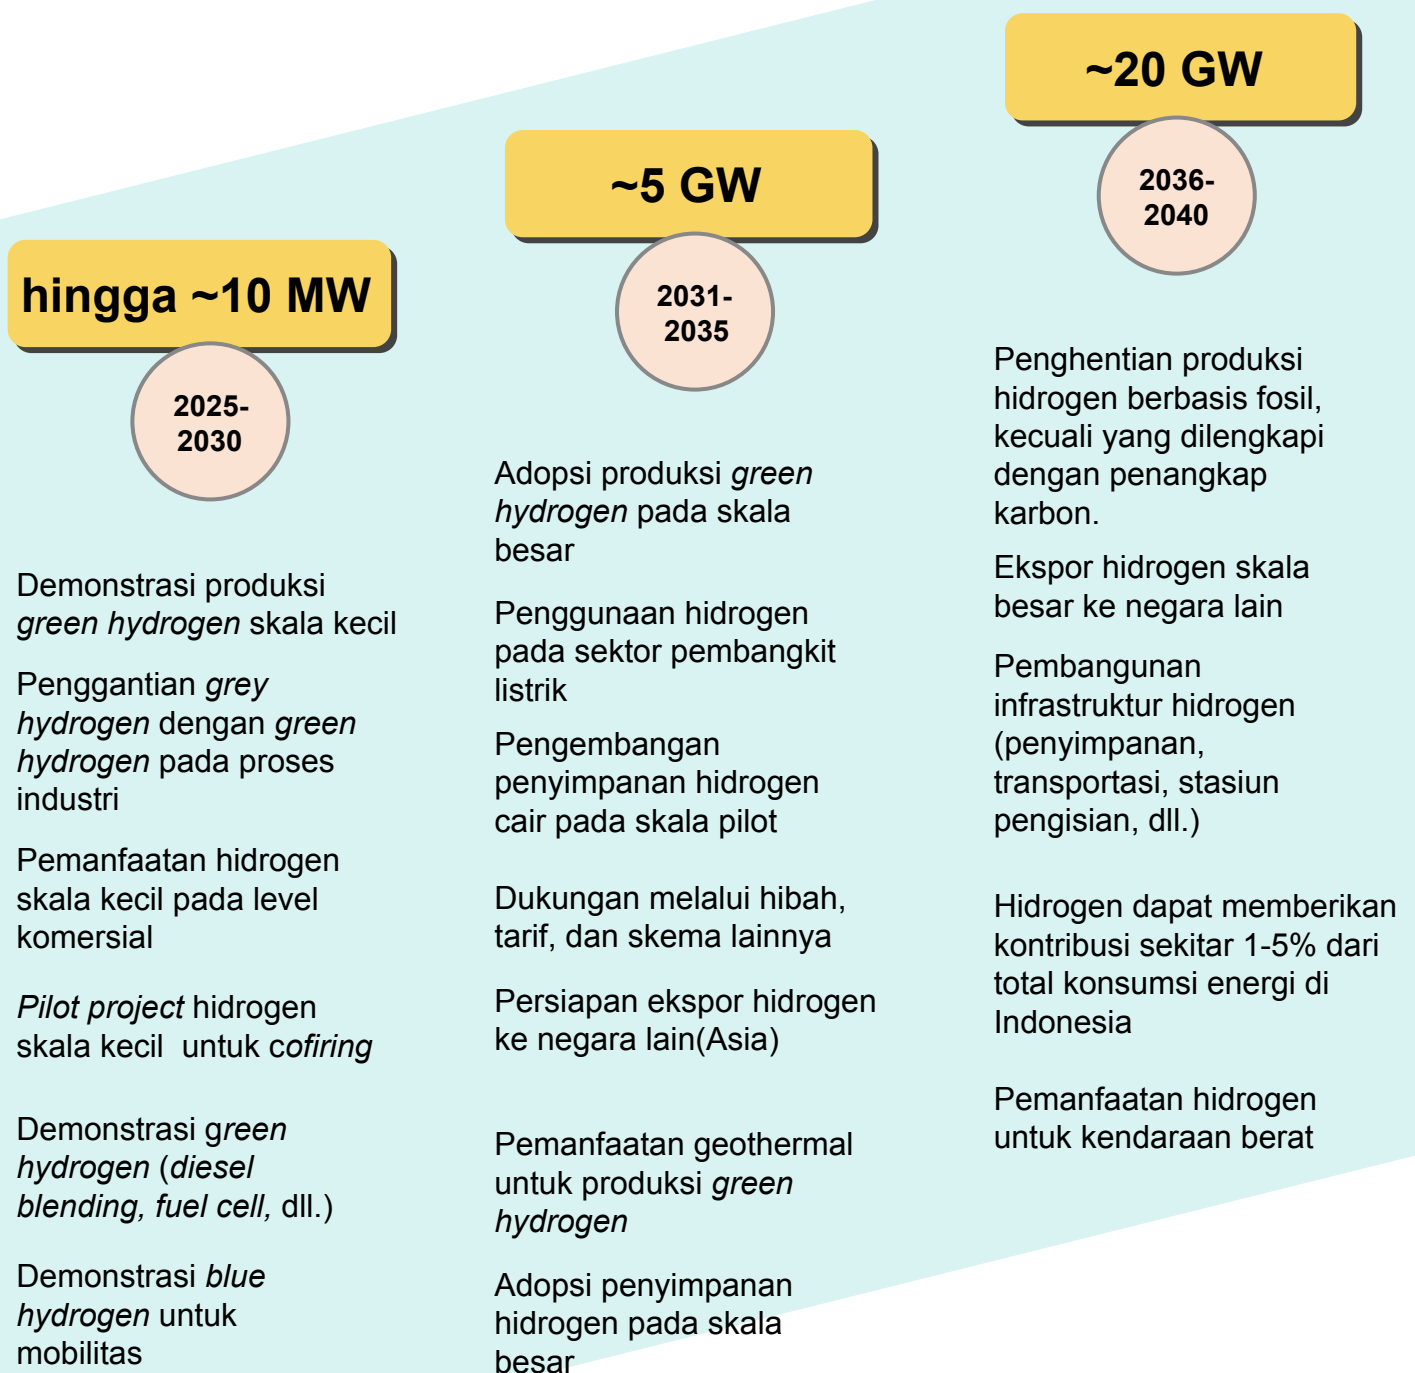 hingga ~10 MW
2025-
2030
Demonstrasi produksi
green hydrogen skala kecil
Penggantian grey
hydrogen dengan green
hydrogen pada proses
industri
Pemanfaatan hidrogen
skala kecil pada level
komersial
Pilot project hidrogen
skala kecil  untuk cofiring
Demonstrasi green
hydrogen (diesel
blending, fuel cell, dll.)
Demonstrasi blue
hydrogen untuk
mobilitas
~5 GW
2031-
2035
Adopsi produksi green
hydrogen pada skala
besar
Penggunaan hidrogen
pada sektor pembangkit
listrik
Pengembangan
penyimpanan hidrogen
cair pada skala pilot
Dukungan melalui hibah,
tarif, dan skema lainnya
Persiapan ekspor hidrogen
ke negara lain(Asia)
Pemanfaatan geothermal
untuk produksi green
hydrogen
Adopsi penyimpanan
hidrogen pada skala
besar
~20 GW
2036-
2040
Penghentian produksi
hidrogen berbasis fosil,
kecuali yang dilengkapi
dengan penangkap
karbon.
Ekspor hidrogen skala
besar ke negara lain
Pembangunan
infrastruktur hidrogen
(penyimpanan,
transportasi, stasiun
pengisian, dll.)
Hidrogen dapat memberikan
kontribusi sekitar 1-5% dari
total konsumsi energi di
Indonesia
Pemanfaatan hidrogen
untuk kendaraan berat